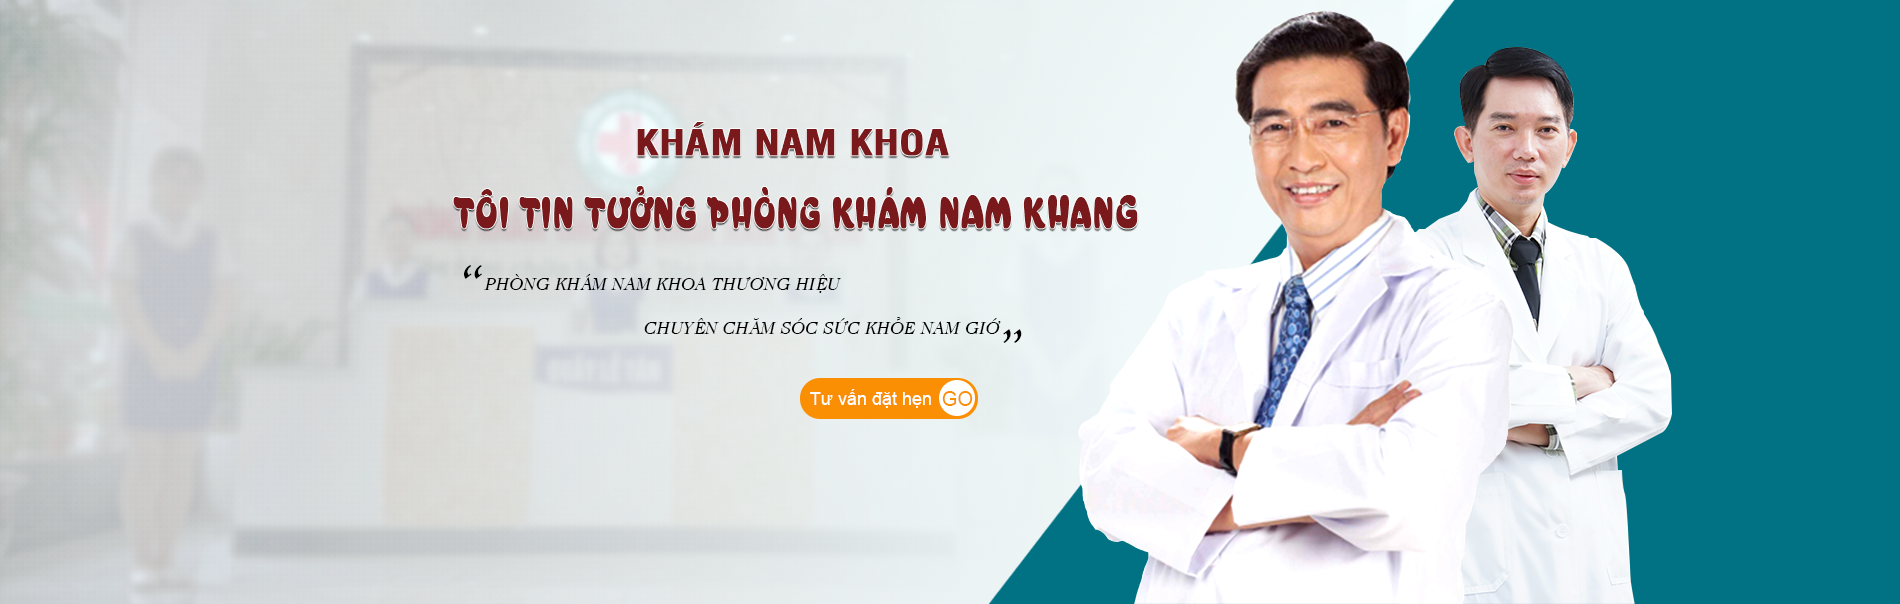 KHÁM NAM KHOA
TÔI TIN TƯỞNG PHÒNG KHÁM NAM KHANG
“PHÒNG KHÁM NAM KHOA THƯƠNG HIỆU
CHUYÊN CHĂM SÓC SỨC KHỎE NAM GIỚ”
Tư vấn đặt hẹn GO